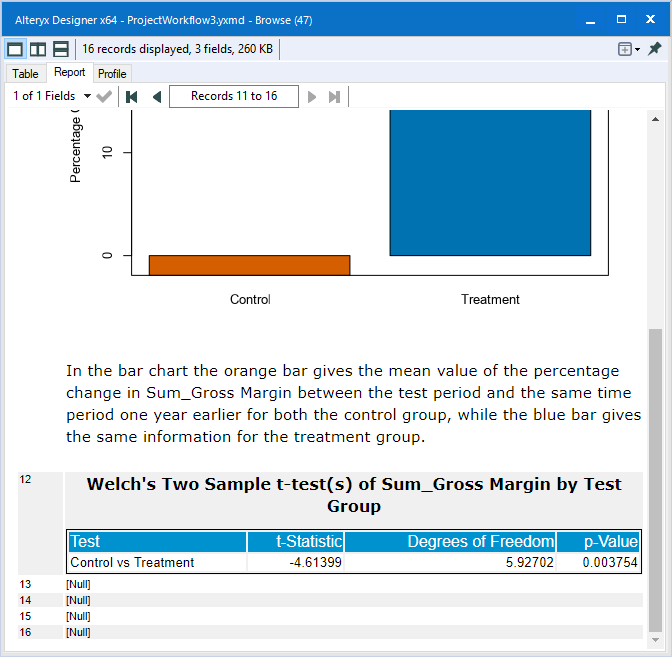 Alteryx Designer x64 - ProjectWorkflow3.yxmd - Browse (47)
16 records displayed, 3 fields, 260 KB
Table Report Profile
1 of 1 Fields Records 11 to 16
Percentage
10
0
Control Treatment
In the bar chart the orange bar gives the mean value of the percentage
change in Sum_Gross Margin between the test period and the same time
period one year earlier for both the control group, while the blue bar gives
the same information for the treatment group.
12
Welch's Two Sample t-test(s) of Sum_Gross Margin by Test
Group
Test t-Statistic Degrees of Freedom p-Value
Control vs Treatment -4.61399 5.92702 0.003754
13 [Null]
14 [Null]
15 [Null]
16 [Null]